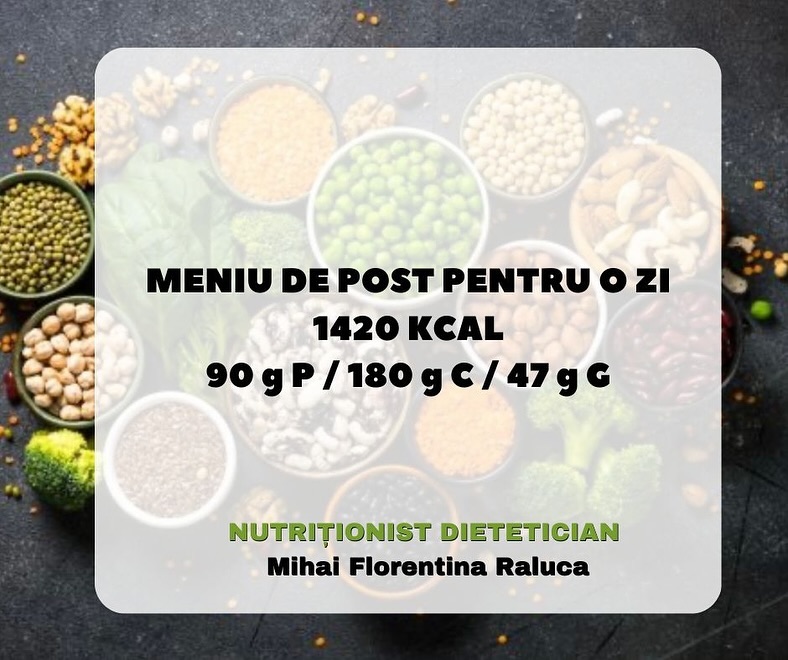 MENIU DE POST PENTRU O ZI
1420 KCAL
90 g P / 180 g C / 47 g G
NUTRIȚIONIST DIETETICIAN
Mihai Florentina Raluca